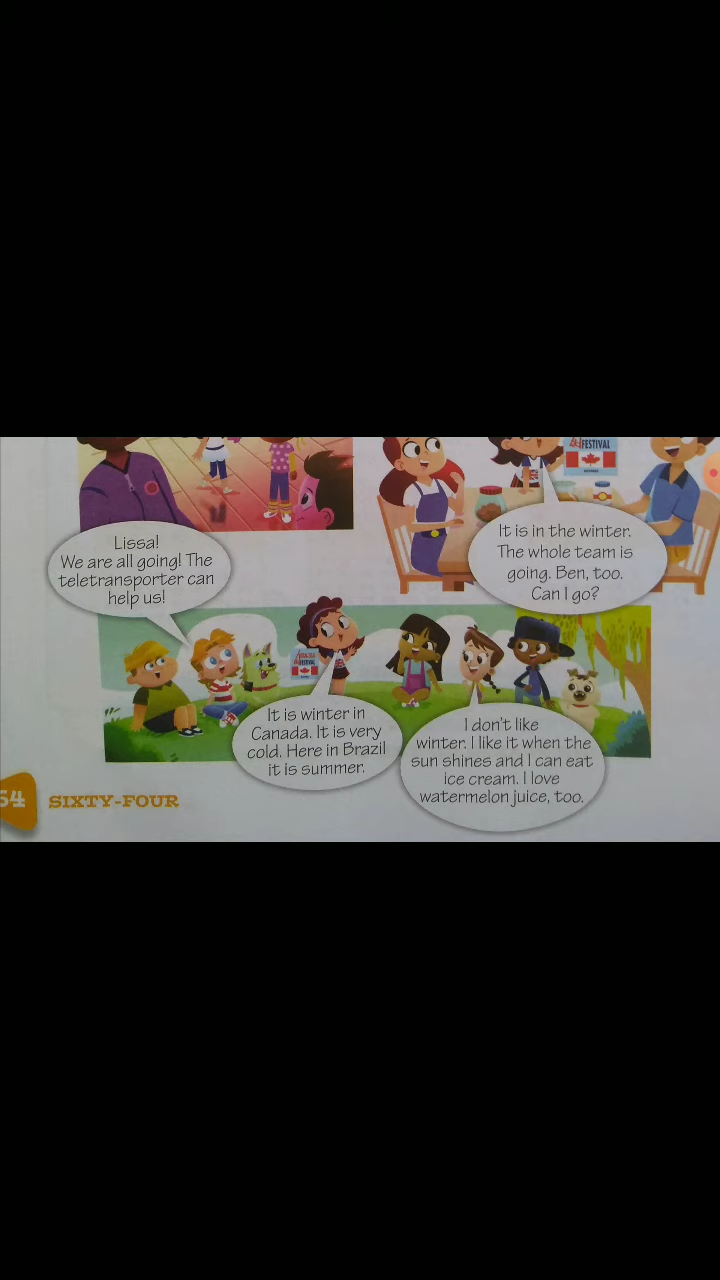 FESTIVAL
It is in the winter.
The whole team is
going. Ben, too.
Can I go?
Lissa!
We are all going! The
teletransporter can
help us!
FESTIVAL
It is winter in
Canada. It is very
cold. Here in Brazil
it is summer.
I don't like
winter. I like it when the
sun shines and I can eat
ice cream. I love
watermelon juice, too.
64 SIXTY-FOUR